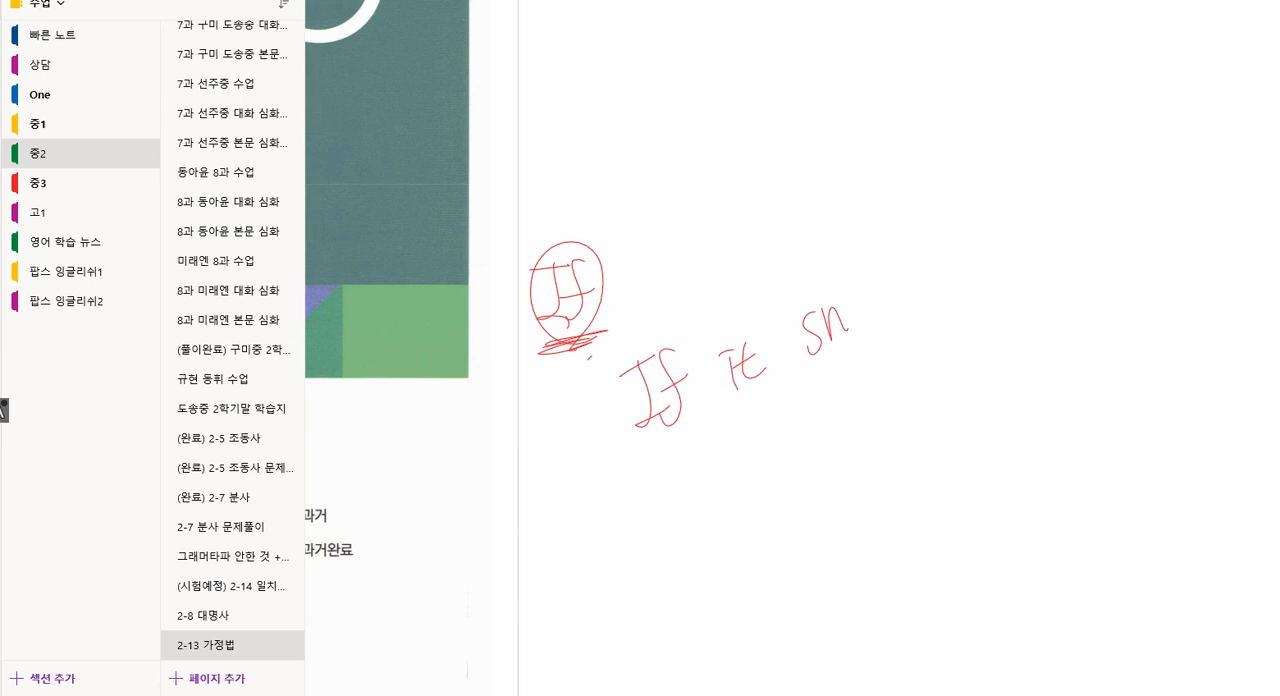 수업
빠른 노트
상담
One
중1
중2
중3
고1
영어 학습 뉴스
팝스 잉글리쉬1
팝스 잉글리쉬2
섹션 추가
7과 구미 도송중 대화...
7과 구미 도송중 본문...
7과 선주중 수업
7과 선주중 대화 심화...
7과 선주중 본문 심화...
동아윤 8과 수업
8과 동아윤 대화 심화
8과 동아윤 본문 심화
미래엔 8과 수업
8과 미래엔 대화 심화
8과 미래엔 본문 심화
(풀이완료) 구미중 2학...
규현 동휘 수업
도송중 2학기말 학습지
(완료) 2-5 조동사
(완료) 2-5 조동사 문제...
(완료) 2-7 분사
2-7 분사 문제풀이
그래머타파 안한 것 +...
(시험예정) 2-14 일치...
2-8 대명사
2-13 가정법
페이지 추가
과거
과거완료
If
If it sn